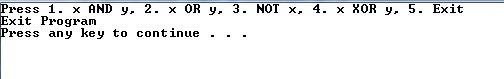 Press 1. x AND y, 2. x OR y, 3. NOT x, 4. x XOR y, 5. Exit
Exit Program
Press any key to continue . . .